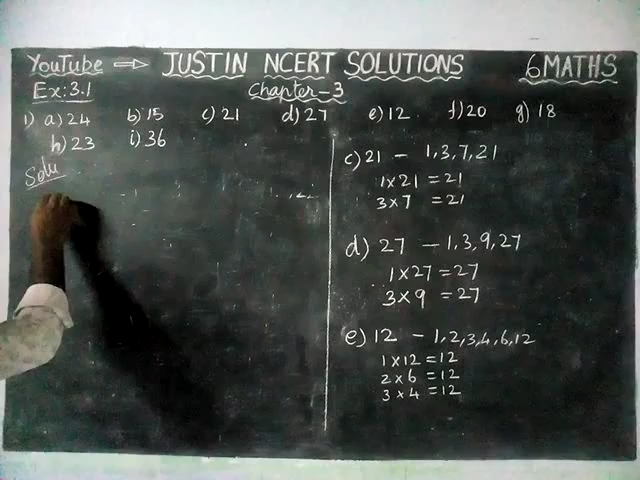 YouTube ⇒ JUSTIN NCERT SOLUTIONS 6 MATHS
Ex:3.1 Chapter-3
1) a) 24 b) 15 c) 21 d) 27 e) 12 f) 20 g) 18
h) 23 i) 36
Solu
c) 21 - 1, 3, 7, 21
1 × 21 = 21
3 × 7 = 21
d) 27 - 1, 3, 9, 27
1 × 27 = 27
3 × 9 = 27
e) 12 - 1, 2, 3, 4, 6, 12
1 × 12 = 12
2 × 6 = 12
3 × 4 = 12